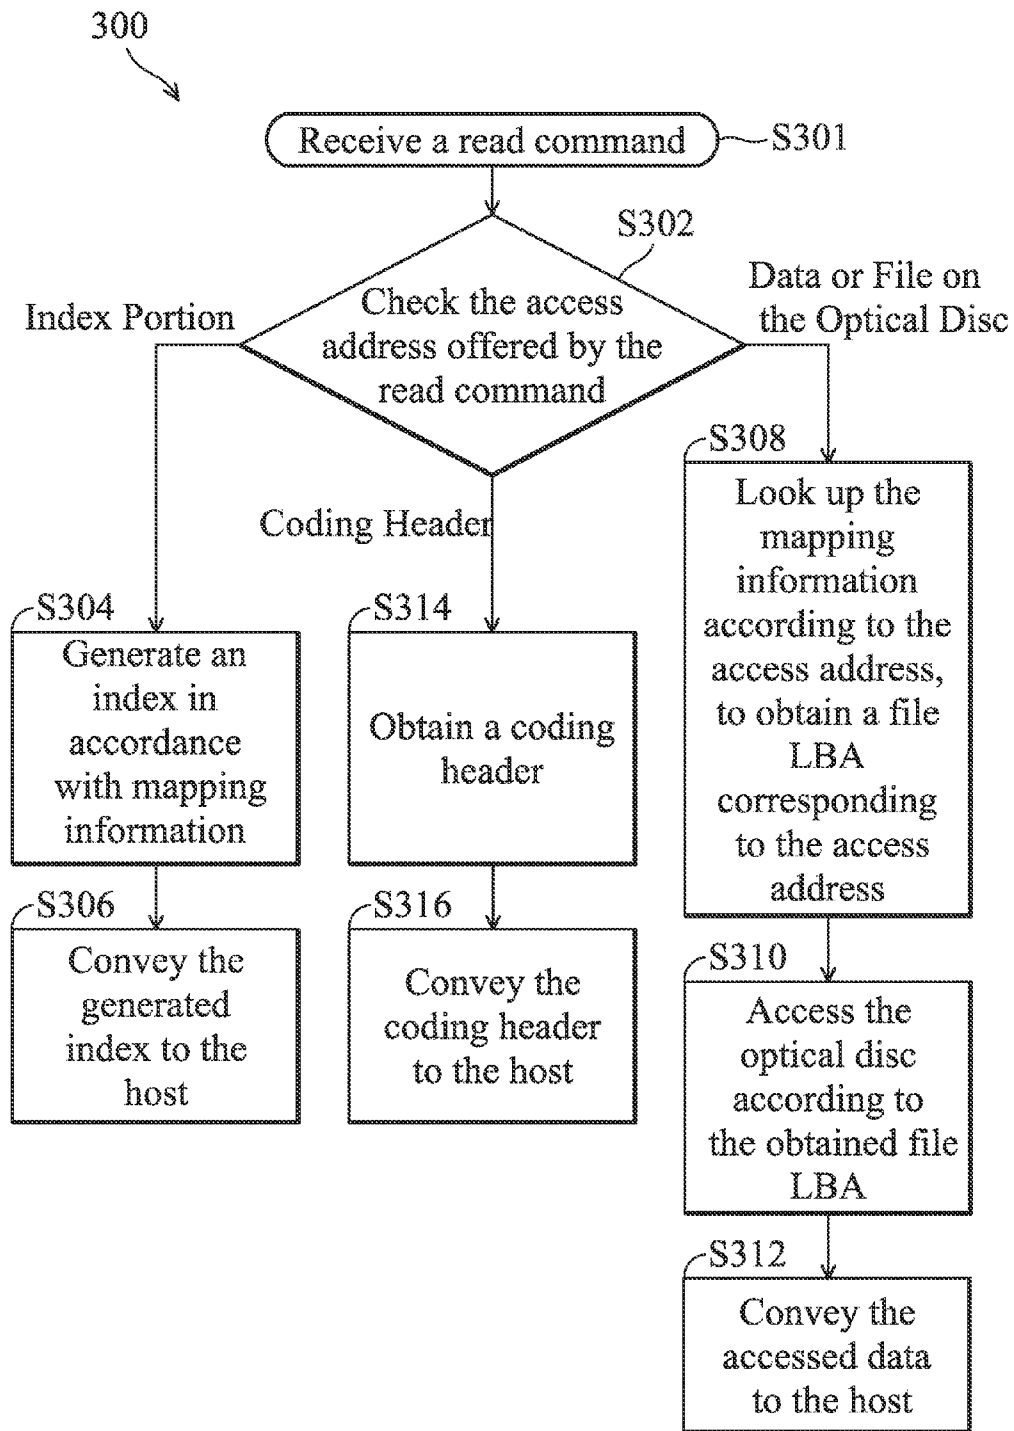 300
Receive a read command
S301
S302
Check the access
address offered by the
read command
Index Portion
Data or File on
the Optical Disc
Coding Header
S304
Generate an
index in
accordance
with mapping
information
S306
Convey the
generated
index to the
host
S314
Obtain a coding
header
S316
Convey the
coding header
to the host
S308
Look up the
mapping
information
according to the
access address,
to obtain a file
LBA
corresponding
to the access
address
S310
Access the
optical disc
according to
the obtained file
LBA
S312
Convey the
accessed data
to the host